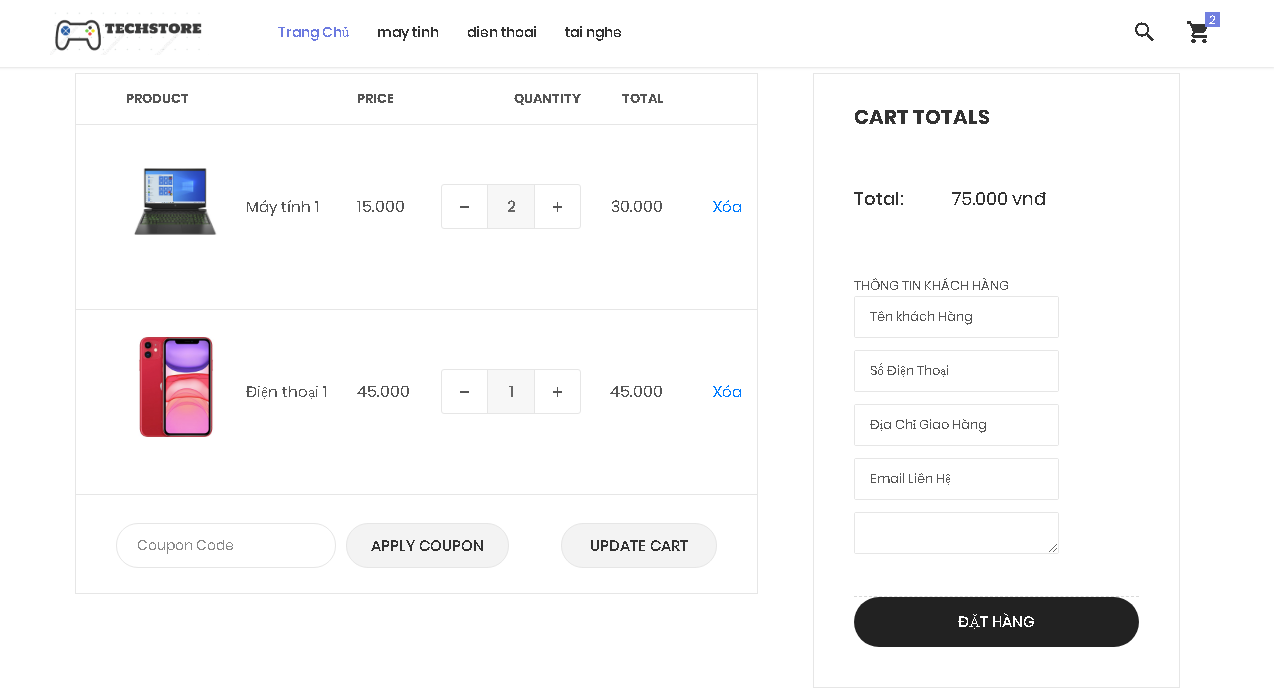 TECHSTORE
Trang Chủ may tinh dien thoai tai nghe
2
PRODUCT PRICE QUANTITY TOTAL
Máy tính 1 15.000 − 2 + 30.000 Xóa
Điện thoại 1 45.000 − 1 + 45.000 Xóa
Coupon Code APPLY COUPON UPDATE CART
CART TOTALS
Total: 75.000 vnđ
THÔNG TIN KHÁCH HÀNG
Tên khách Hàng
Số Điện Thoại
Địa Chỉ Giao Hàng
Email Liên Hệ
ĐẶT HÀNG